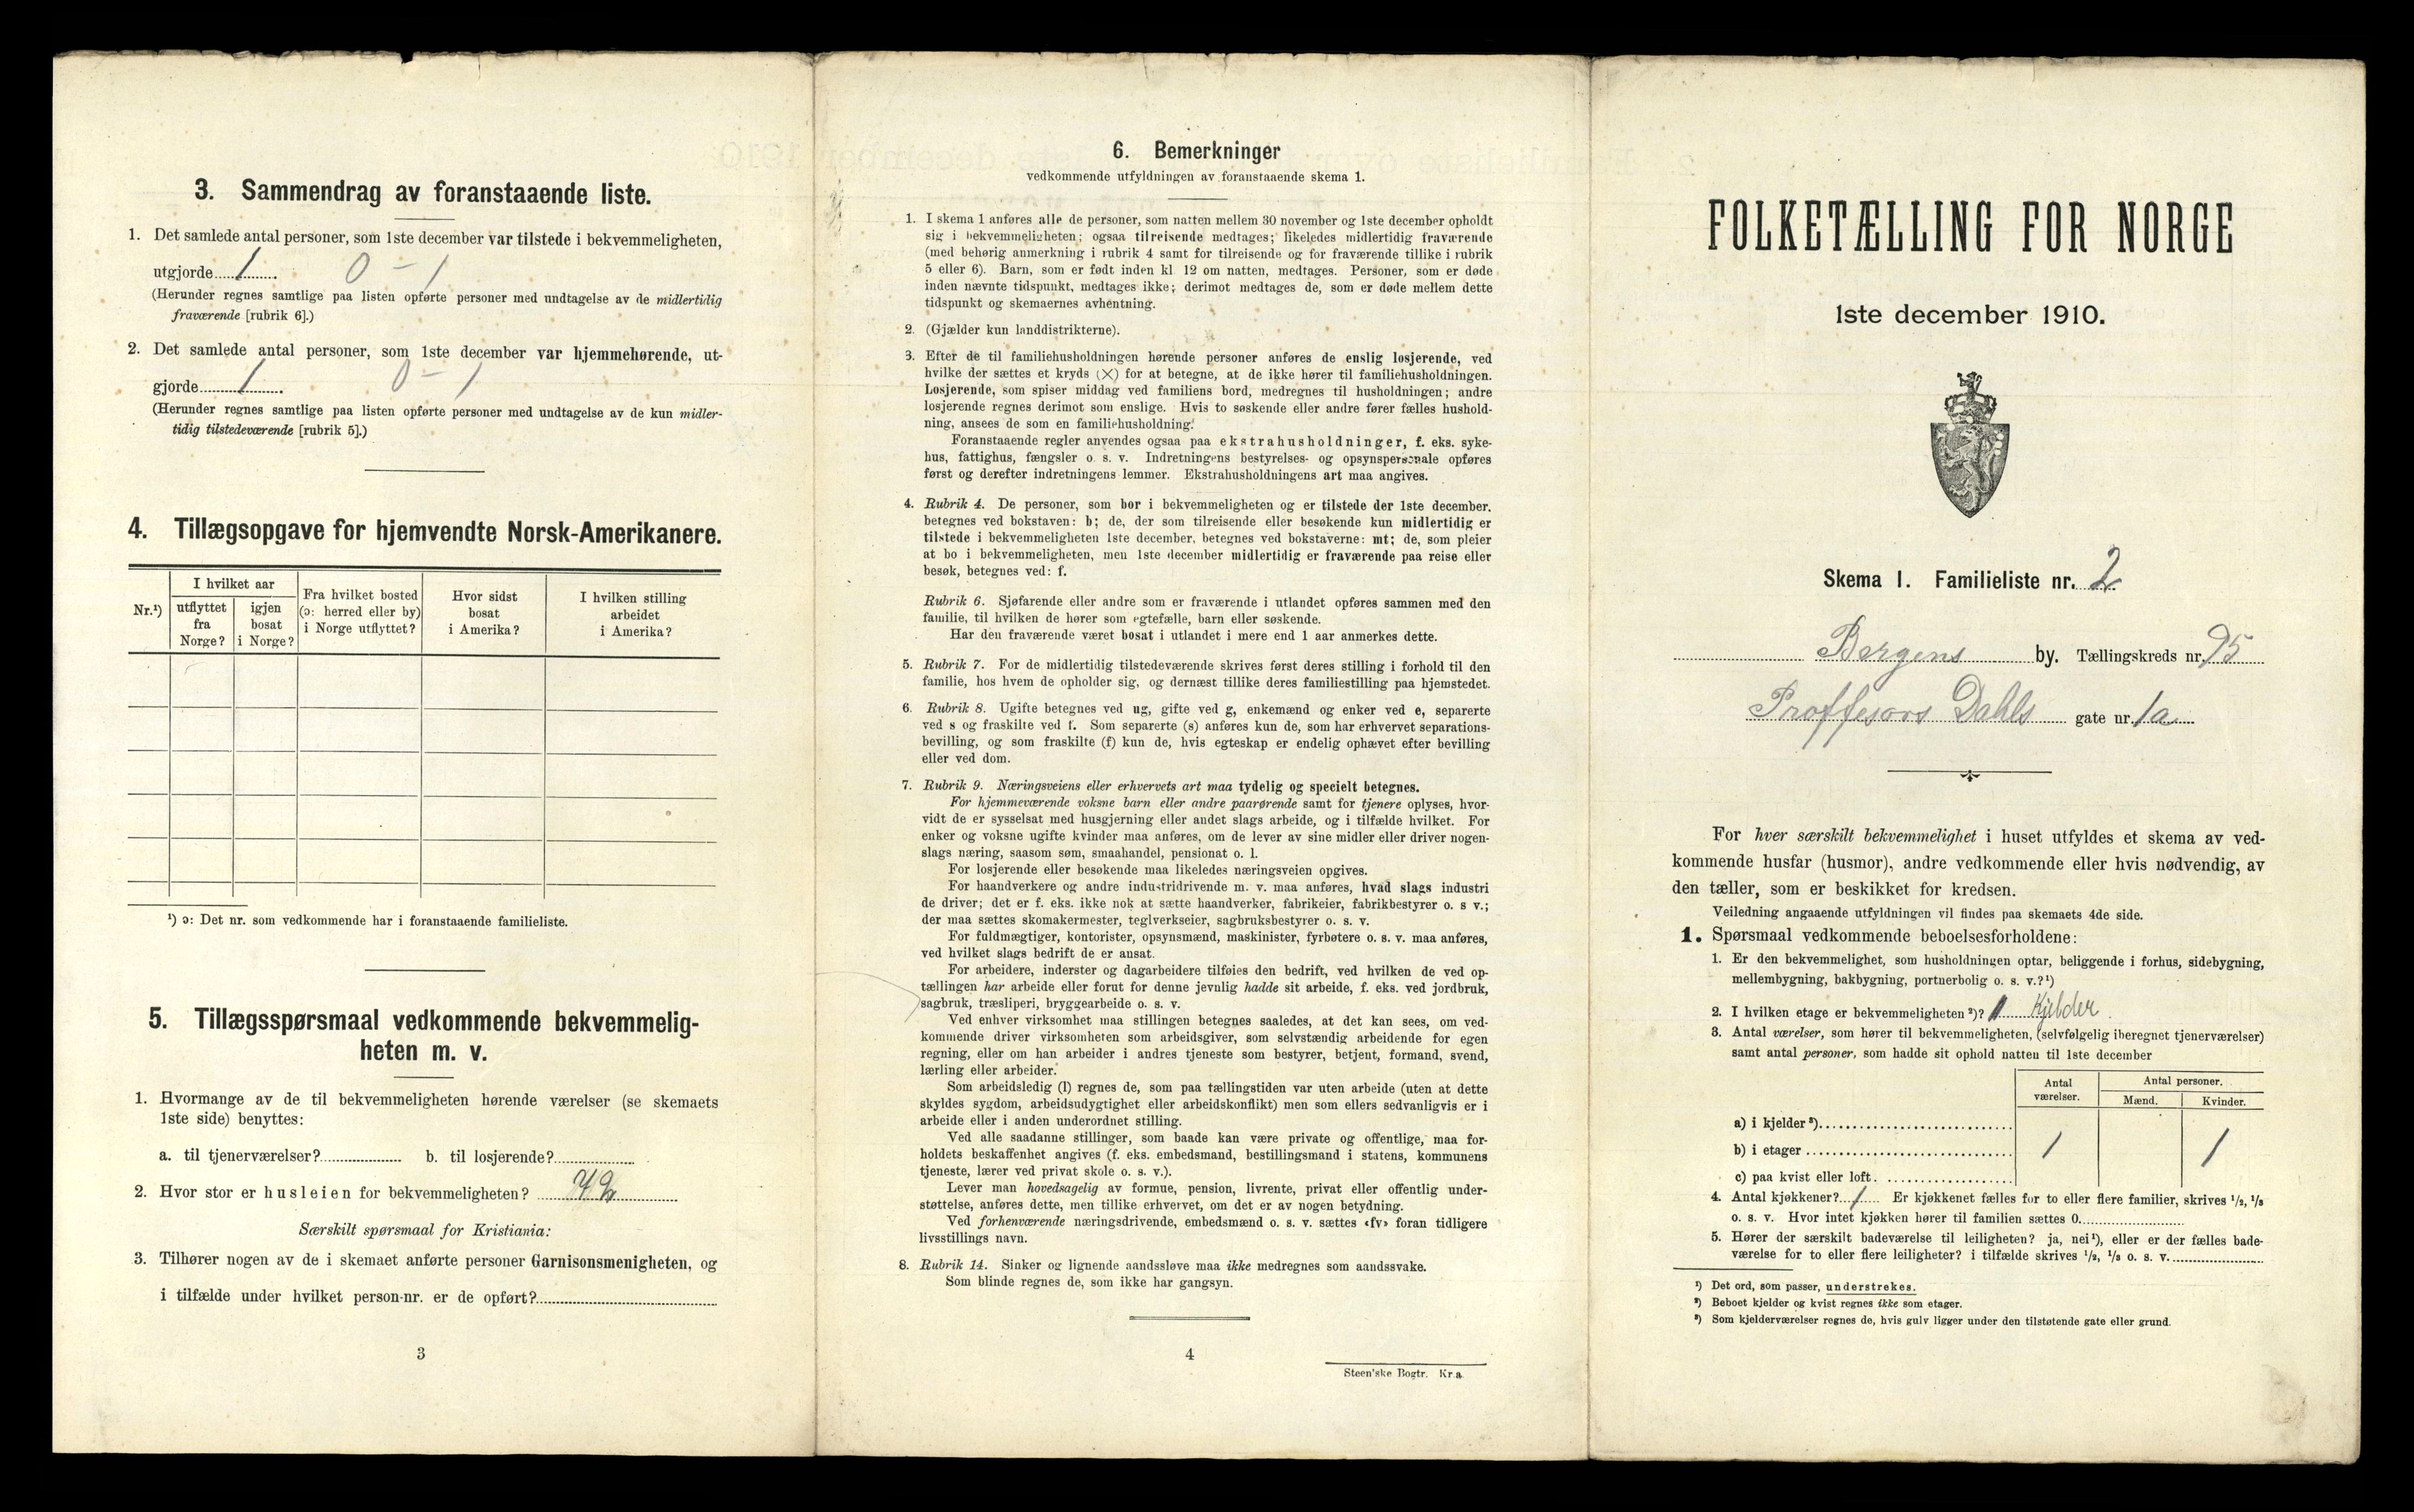 3. Sammendrag av foranstaaende liste.
1. Det samlede antal personer, som 1ste december var tilstede i bekvemmeligheten,
utgjorde 1. 0 – 1
(Herunder regnes samtlige paa listen opførte personer med undtagelse av de midlertidig
fraværende [rubrik 6].)
2. Det samlede antal personer, som 1ste december var hjemmehørende, ut-
gjorde 1. 0 – 1
(Herunder regnes samtlige paa listen opførte personer med undtagelse av de kun midler-
tidig tilstedeværende [rubrik 5].)
4. Tillægsopgave for hjemvendte Norsk-Amerikanere.
Nr.¹)
I hvilket aar
utflyttet
fra
Norge?
igjen
bosat
i Norge?
Fra hvilket bosted
(ɔ: herred eller by)
i Norge utflyttet?
Hvor sidst
bosat
i Amerika?
I hvilken stilling
arbeidet
i Amerika?
¹) ɔ: Det nr. som vedkommende har i foranstaaende familieliste.
5. Tillægsspørsmaal vedkommende bekvemmelig-
heten m. v.
1. Hvormange av de til bekvemmeligheten hørende værelser (se skemaets
1ste side) benyttes:
a. til tjenerværelser? b. til losjerende?
2. Hvor stor er husleien for bekvemmeligheten?
Særskilt spørsmaal for Kristiania:
3. Tilhører nogen av de i skemaet anførte personer Garnisonsmenigheten, og
i tilfælde under hvilket person-nr. er de opført?
3
6. Bemerkninger
vedkommende utfyldningen av foranstaaende skema 1.
1. I skema 1 anføres alle de personer, som natten mellem 30 november og 1ste december opholdt
sig i bekvemmeligheten; ogsaa tilreisende medtages; likeledes midlertidig fraværende
(med behørig anmerkning i rubrik 4 samt for tilreisende og for fraværende tillike i rubrik
5 eller 6). Barn, som er født inden kl. 12 om natten, medtages. Personer, som er døde
inden nævnte tidspunkt, medtages ikke; derimot medtages de, som er døde mellem dette
tidspunkt og skemaernes avhentning.
2. (Gjælder kun landdistrikterne).
3. Efter de til familiehusholdningen hørende personer anføres de enslig losjerende, ved
hvilke der sættes et kryds (×) for at betegne, at de ikke hører til familiehusholdningen.
Losjerende, som spiser middag ved familiens bord, medregnes til husholdningen; andre
losjerende regnes derimot som enslige. Hvis to søskende eller andre fører fælles hushold-
ning, ansees de som en familiehusholdning.
Foranstaaende regler anvendes ogsaa paa ekstrahusholdninger, f. eks. syke-
hus, fattighus, fængsler o. s. v. Indretningens bestyrelses- og opsynspersonale opføres
først og derefter indretningens lemmer. Ekstrahusholdningens art maa angives.
4. Rubrik 4. De personer, som bor i bekvemmeligheten og er tilstede der 1ste december,
betegnes ved bokstaven: b; de, der som tilreisende eller besøkende kun midlertidig er
tilstede i bekvemmeligheten 1ste december, betegnes ved bokstaverne: mt; de, som pleier
at bo i bekvemmeligheten, men 1ste december midlertidig er fraværende paa reise eller
besøk, betegnes ved: f.
Rubrik 6. Sjøfarende eller andre som er fraværende i utlandet opføres sammen med den
familie, til hvilken de hører som egtefælle, barn eller søskende.
Har den fraværende været bosat i utlandet i mere end 1 aar anmerkes dette.
5. Rubrik 7. For de midlertidig tilstedeværende skrives først deres stilling i forhold til den
familie, hos hvem de opholder sig, og dernæst tillike deres familiestilling paa hjemstedet.
6. Rubrik 8. Ugifte betegnes ved ug, gifte ved g, enkemænd og enker ved e, separerte
ved s og fraskilte ved f. Som separerte (s) anføres kun de, som har erhvervet separations-
bevilling, og som fraskilte (f) kun de, hvis egteskap er endelig ophævet efter bevilling
eller ved dom.
7. Rubrik 9. Næringsveiens eller erhvervets art maa tydelig og specielt betegnes.
For hjemmeværende voksne barn eller andre paarørende samt for tjenere oplyses, hvor-
vidt de er sysselsat med husgjerning eller andet slags arbeide, og i tilfælde hvilket. For
enker og voksne ugifte kvinder maa anføres, om de lever av sine midler eller driver nogen-
slags næring, saasom søm, smaahandel, pensionat o. l.
For losjerende eller besøkende maa likeledes næringsveien opgives.
For haandverkere og andre industridrivende m. v. maa anføres, hvad slags industri
de driver; det er f. eks. ikke nok at sætte haandverker, fabrikeier, fabrikbestyrer o. s v.;
der maa sættes skomakermester, teglverkseier, sagbruksbestyrer o. s. v.
For fuldmægtiger, kontorister, opsynsmænd, maskinister, fyrbøtere o. s. v. maa anføres,
ved hvilket slags bedrift de er ansat.
For arbeidere, inderster og dagarbeidere tilføies den bedrift, ved hvilken de ved op-
tællingen har arbeide eller forut for denne jevnlig hadde sit arbeide, f. eks. ved jordbruk,
sagbruk, træsliperi, bryggearbeide o. s. v.
Ved enhver virksomhet maa stillingen betegnes saaledes, at det kan sees, om ved-
kommende driver virksomheten som arbeidsgiver, som selvstændig arbeidende for egen
regning, eller om han arbeider i andres tjeneste som bestyrer, betjent, formand, svend,
lærling eller arbeider.
Som arbeidsledig (l) regnes de, som paa tællingstiden var uten arbeide (uten at dette
skyldes sygdom, arbeidsudygtighet eller arbeidskonflikt) men som ellers sedvanligvis er i
arbeide eller i anden underordnet stilling.
Ved alle saadanne stillinger, som baade kan være private og offentlige, maa for-
holdets beskaffenhet angives (f. eks. embedsmand, bestillingsmand i statens, kommunens
tjeneste, lærer ved privat skole o. s. v.).
Lever man hovedsagelig av formue, pension, livrente, privat eller offentlig under-
støttelse, anføres dette, men tillike erhvervet, om det er av nogen betydning.
Ved forhenværende næringsdrivende, embedsmænd o. s. v. sættes «fv» foran tidligere
livsstillings navn.
8. Rubrik 14. Sinker og lignende aandssløve maa ikke medregnes som aandssvake.
Som blinde regnes de, som ikke har gangsyn.
4
Steen'ske Bogtr. Kr.a.
FOLKETÆLLING FOR NORGE
1ste december 1910.
Skema 1. Familieliste nr. 2
Bergens by. Tællingskreds nr. 95
Proffesors Dahls gate nr. 1a
For hver særskilt bekvemmelighet i huset utfyldes et skema av ved-
kommende husfar (husmor), andre vedkommende eller hvis nødvendig, av
den tæller, som er beskikket for kredsen.
Veiledning angaaende utfyldningen vil findes paa skemaets 4de side.
1. Spørsmaal vedkommende beboelsesforholdene:
1. Er den bekvemmelighet, som husholdningen optar, beliggende i forhus, sidebygning,
mellembygning, bakbygning, portnerbolig o. s. v.?¹)
2. I hvilken etage er bekvemmeligheten²)? Kjelder
3. Antal værelser, som hører til bekvemmeligheten, (selvfølgelig iberegnet tjenerværelser)
samt antal personer, som hadde sit ophold natten til 1ste december
Antal
værelser.
Antal personer.
Mænd. Kvinder.
a) i kjelder³)
b) i etager 1 1
c) paa kvist eller loft.
4. Antal kjøkkener? 1 Er kjøkkenet fælles for to eller flere familier, skrives ¹/₂, ¹/₃
o. s. v. Hvor intet kjøkken hører til familien sættes 0.
5. Hører der særskilt badeværelse til leiligheten? ja, nei¹), eller er der fælles bade-
værelse for to eller flere leiligheter? i tilfælde skrives ¹/₂, ¹/₃ o. s. v.
¹) Det ord, som passer, understrekes.
²) Beboet kjelder og kvist regnes ikke som etager.
³) Som kjelderværelser regnes de, hvis gulv ligger under den tilstøtende gate eller grund.